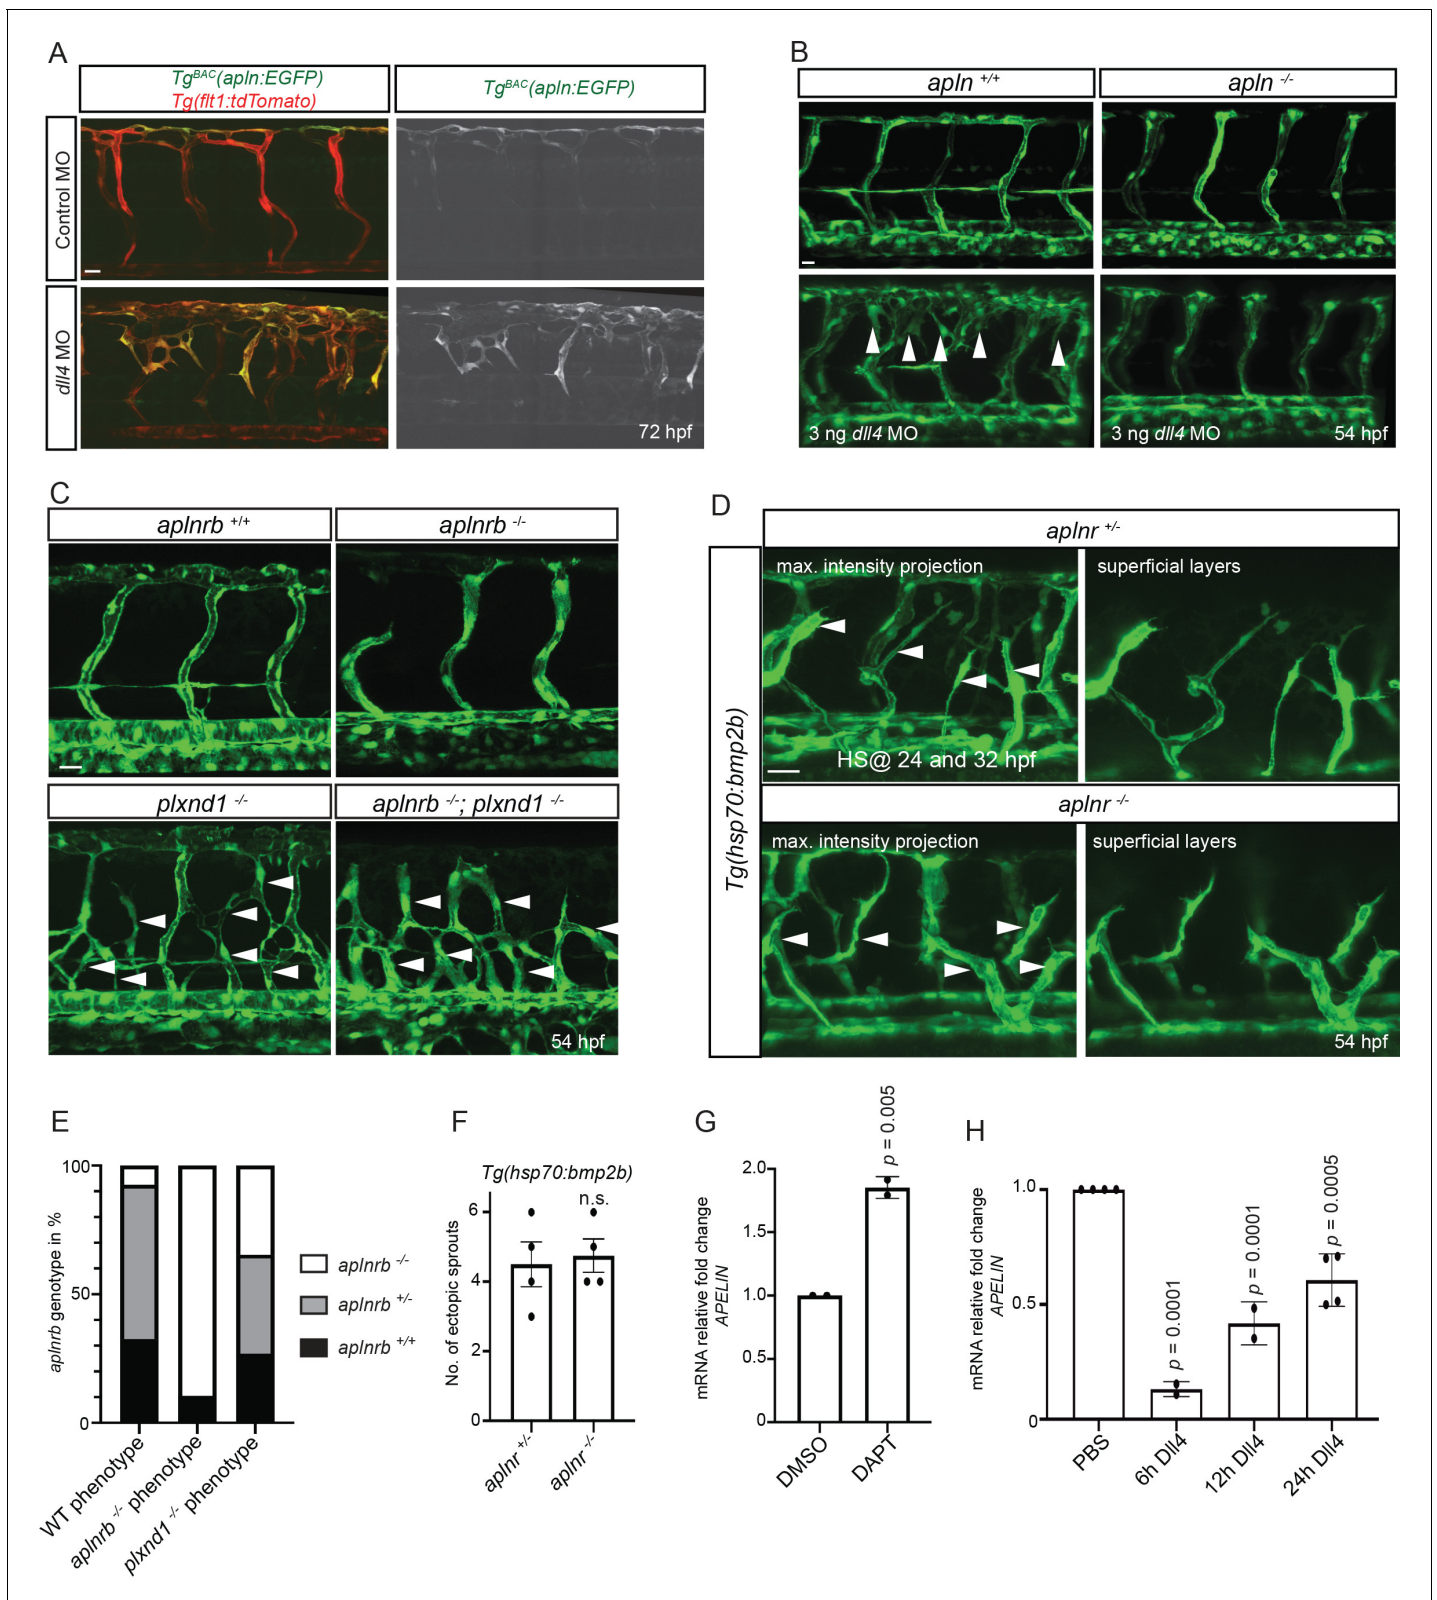 A
Tg^BAC(apln:EGFP)
Tg(flt1:tdTomato)
Tg^BAC(apln:EGFP)
Control MO
dll4 MO
72 hpf
B
apln +/+
apln -/-
3 ng dll4 MO
3 ng dll4 MO
54 hpf
C
aplnrb +/+
aplnrb -/-
plxnd1 -/-
aplnrb -/-; plxnd1 -/-
54 hpf
D
aplnr +/-
Tg(hsp70:bmp2b)
max. intensity projection
superficial layers
HS@ 24 and 32 hpf
aplnr -/-
max. intensity projection
superficial layers
54 hpf
E
aplnrb genotype in %
100
50
0
WT phenotype
aplnrb -/- phenotype
plxnd1 -/- phenotype
aplnrb -/-
aplnrb +/-
aplnrb +/+
F
Tg(hsp70:bmp2b)
n.s.
No. of ectopic sprouts
6
4
2
0
aplnr +/-
aplnr -/-
G
p = 0.005
mRNA relative fold change
APELIN
2.0
1.5
1.0
0.5
0
DMSO
DAPT
H
mRNA relative fold change
APELIN
1.0
0.5
0
p = 0.0001
p = 0.0001
p = 0.0005
PBS
6h Dll4
12h Dll4
24h Dll4